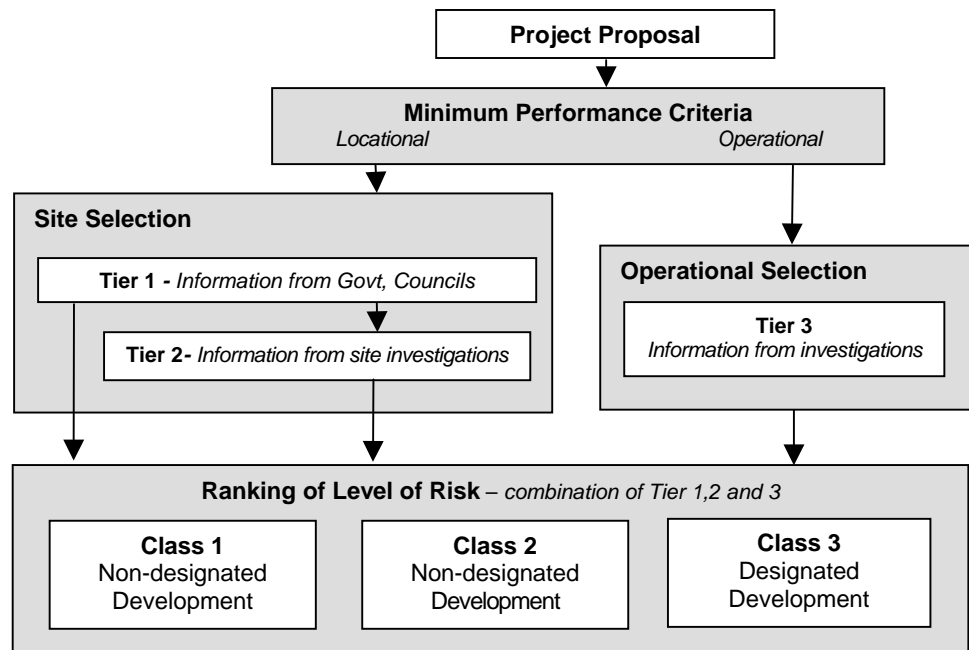 Project Proposal
Minimum Performance Criteria
Locational Operational
Site Selection
Tier 1 - Information from Govt, Councils
Tier 2- Information from site investigations
Operational Selection
Tier 3
Information from investigations
Ranking of Level of Risk – combination of Tier 1,2 and 3
Class 1
Non-designated
Development
Class 2
Non-designated
Development
Class 3
Designated
Development